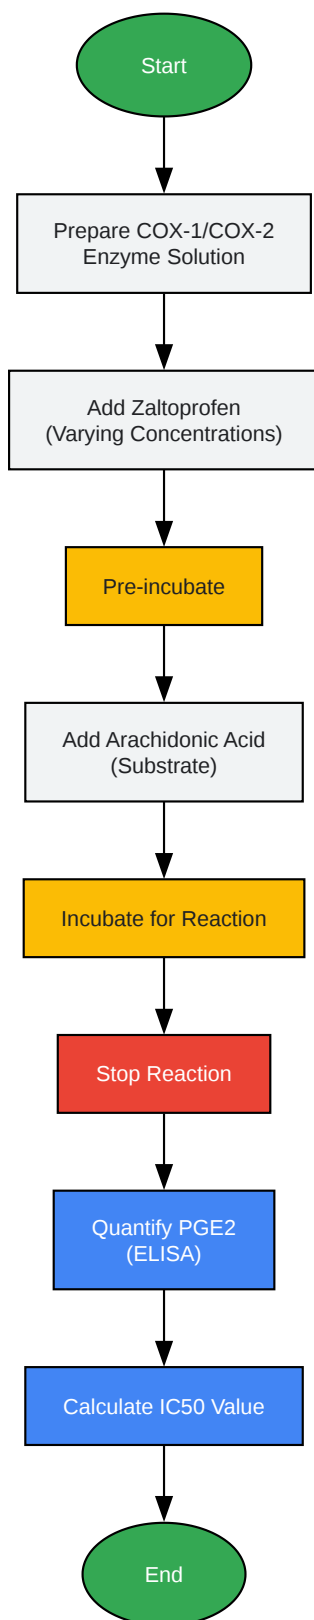 Start
Prepare COX-1/COX-2
Enzyme Solution
Add Zaltoprofen
(Varying Concentrations)
Pre-incubate
Add Arachidonic Acid
(Substrate)
Incubate for Reaction
Stop Reaction
Quantify PGE2
(ELISA)
Calculate IC50 Value
End